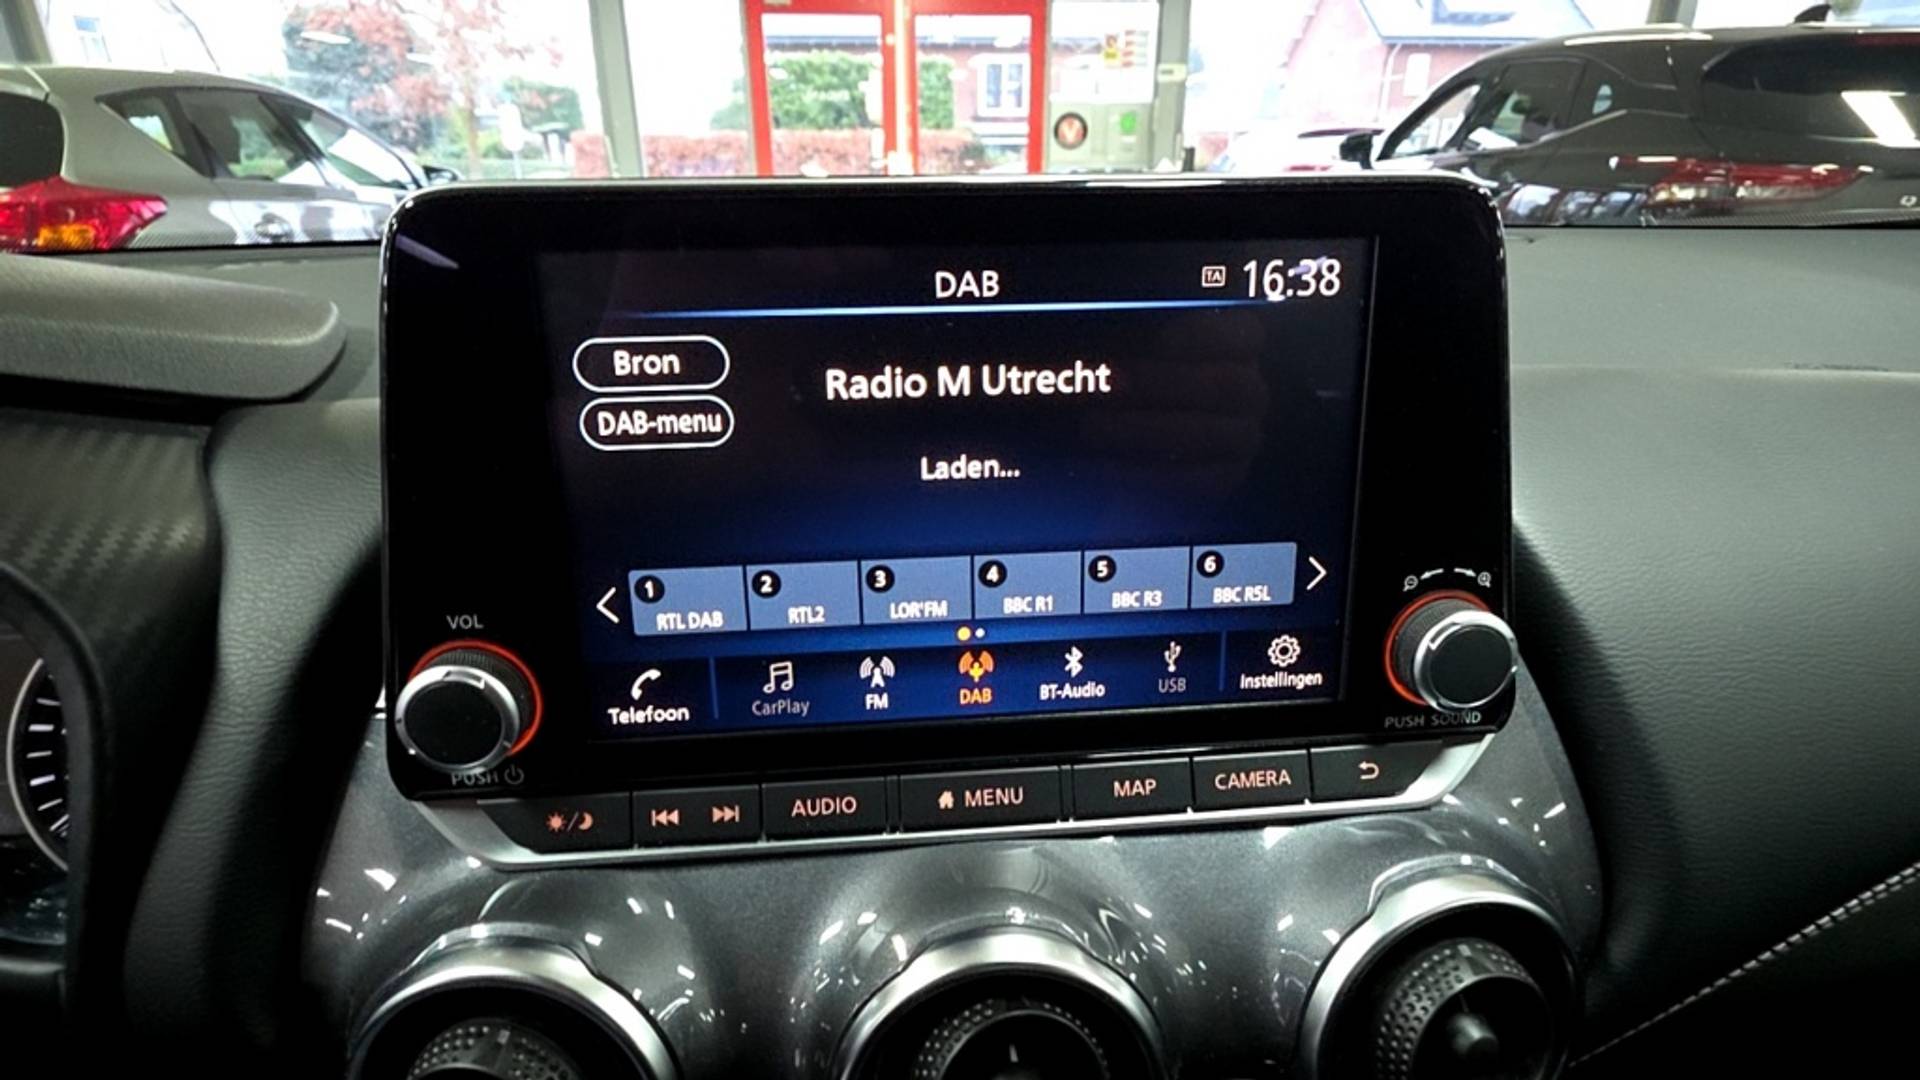 DAB
TA 16:38
Bron
Radio M Utrecht
DAB-menu
Laden...
1 RTL DAB
2 RTL2
3 LOR'FM
4 BBC R1
5 BBC R3
6 BBC R5L
Telefoon
CarPlay
FM
DAB
BT-Audio
USB
Instellingen
VOL
PUSH
PUSH SOUND
AUDIO
MENU
MAP
CAMERA